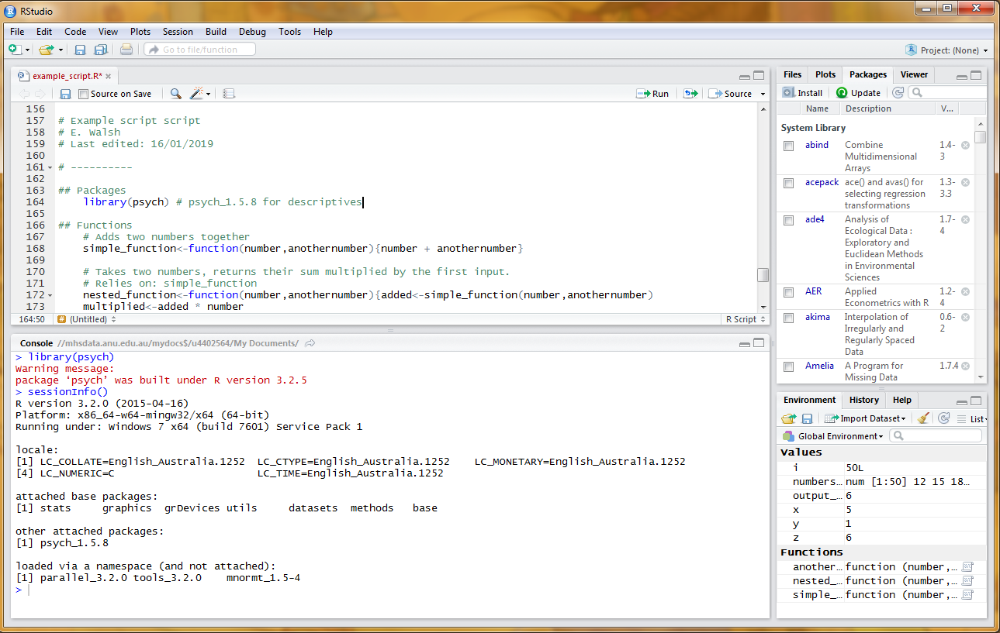 RStudio
File Edit Code View Plots Session Build Debug Tools Help
Go to file/function
Project: (None)
example_script.R*
Source on Save
Run
Source
156
157 # Example script script
158 # E. Walsh
159 # Last edited: 16/01/2019
160
161 # ----------
162
163 ## Packages
164 library(psych) # psych_1.5.8 for descriptives
165
166 ## Functions
167 # Adds two numbers together
168 simple_function<-function(number,anothernumber){number + anothernumber}
169
170 # Takes two numbers, returns their sum multiplied by the first input.
171 # Relies on: simple_function
172 nested_function<-function(number,anothernumber){added<-simple_function(number,anothernumber)
173 multiplied<-added * number
164:50 # (Untitled) R Script
Console //mhsdata.anu.edu.au/mydocs$/u4402564/My Documents/
> library(psych)
Warning message:
package ‘psych’ was built under R version 3.2.5
> sessionInfo()
R version 3.2.0 (2015-04-16)
Platform: x86_64-w64-mingw32/x64 (64-bit)
Running under: Windows 7 x64 (build 7601) Service Pack 1
locale:
[1] LC_COLLATE=English_Australia.1252 LC_CTYPE=English_Australia.1252 LC_MONETARY=English_Australia.1252
[4] LC_NUMERIC=C LC_TIME=English_Australia.1252
attached base packages:
[1] stats graphics grDevices utils datasets methods base
other attached packages:
[1] psych_1.5.8
loaded via a namespace (and not attached):
[1] parallel_3.2.0 tools_3.2.0 mnormt_1.5-4
>
Files Plots Packages Viewer
Install Update
Name Description V...
System Library
abind Combine 1.4-
Multidimensional 3
Arrays
acepack ace() and avas() for 1.3-
selecting regression 3.3
transformations
ade4 Analysis of 1.7-
Ecological Data : 4
Exploratory and
Euclidean Methods
in Environmental
Sciences
AER Applied 1.2-
Econometrics with R 4
akima Interpolation of 0.6-
Irregularly and 2
Regularly Spaced
Data
Amelia A Program for 1.7.4
Missing Data
Environment History Help
Import Dataset List
Global Environment
Values
i 50L
numbers… num [1:50] 12 15 18…
output_… 6
x 5
y 1
z 6
Functions
another… function (number,…
nested_… function (number,…
simple_… function (number,…